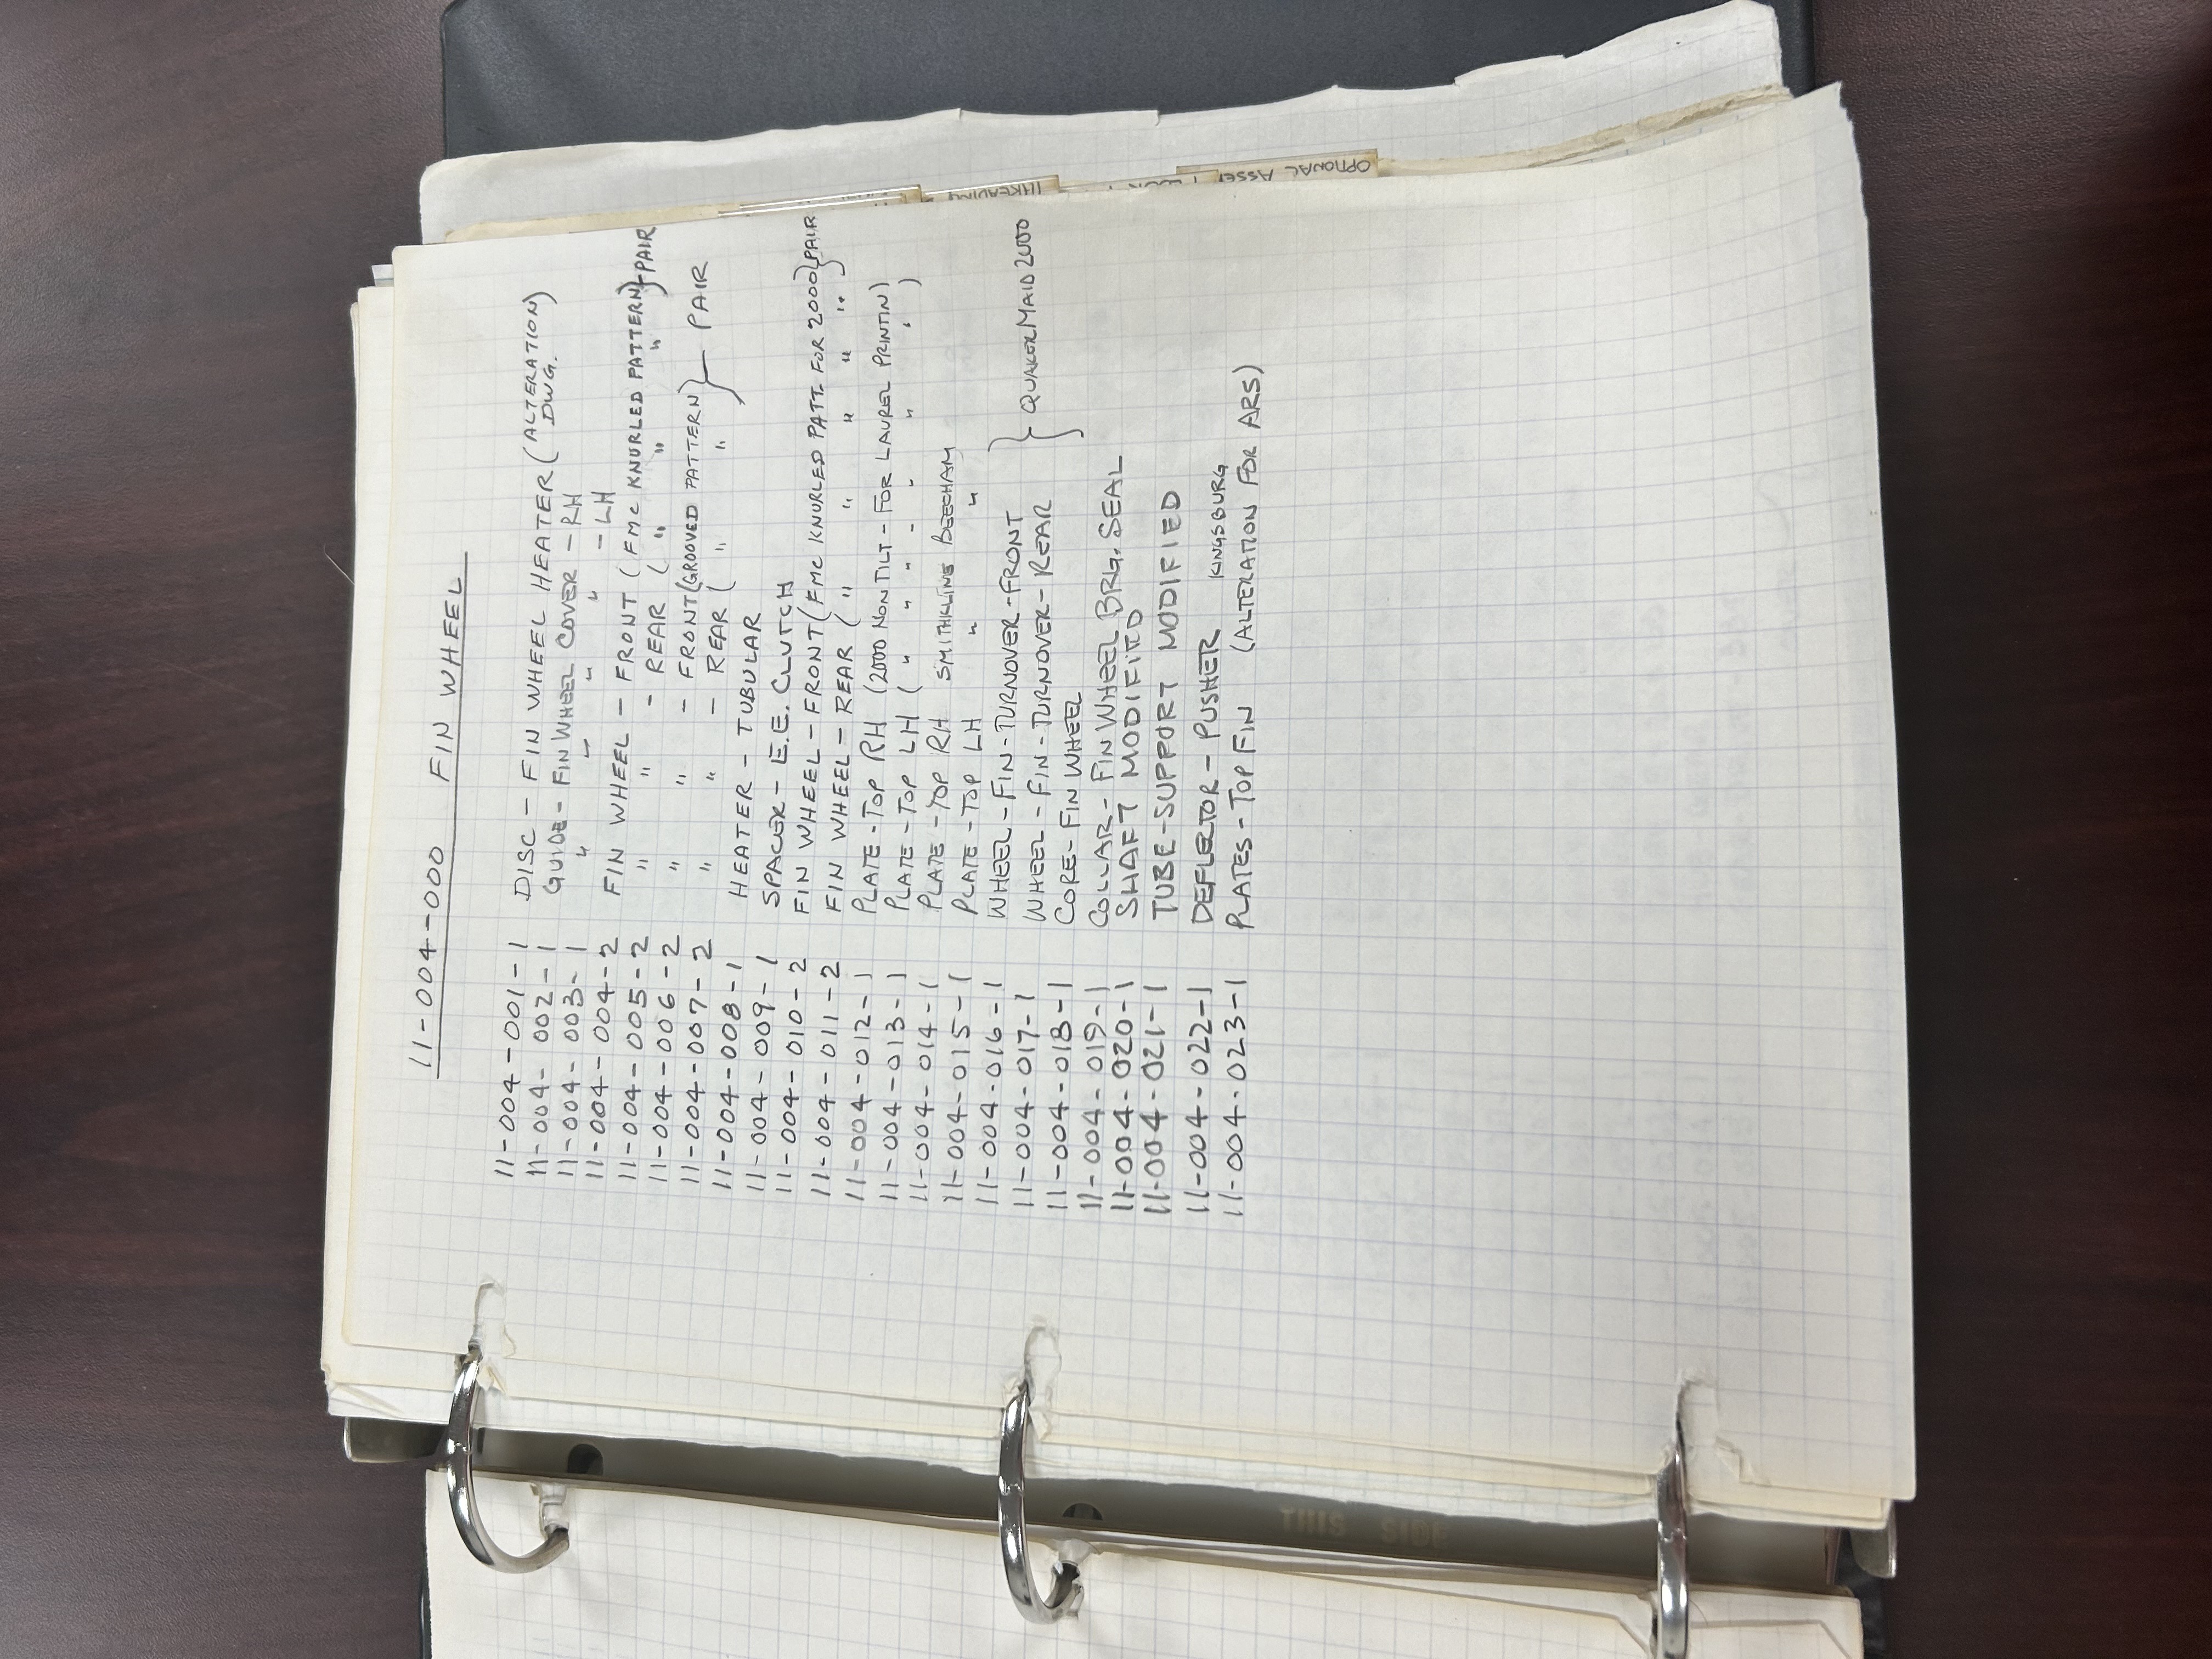 11-004-000 FIN WHEEL
11-004-001-1 DISC - FIN WHEEL HEATER (ALTERATION DWG.)
11-004-002-1 GUIDE - FIN WHEEL COVER - RH
11-004-003-1 " " " " - LH
11-004-004-2 FIN WHEEL - FRONT (FMC KNURLED PATTERN) } PAIR
11-004-005-2 " " - REAR ( " " "
11-004-006-2 " " - FRONT (GROOVED PATTERN) } PAIR
11-004-007-2 " " - REAR ( " "
11-004-008-1 HEATER - TUBULAR
11-004-009-1 SPACER - E.E. CLUTCH
11-004-010-2 FIN WHEEL - FRONT (FMC KNURLED PATT. FOR 2000) } PAIR
11-004-011-2 FIN WHEEL - REAR ( " " " " "
11-004-012-1 PLATE - TOP RH (2000 NON TILT - FOR LAUREL PRINTIN)
11-004-013-1 PLATE - TOP LH ( " " " - " " " )
11-004-014-1 PLATE - TOP RH SMITHKLINE BEECHAM
11-004-015-1 PLATE - TOP LH " "
11-004-016-1 WHEEL - FIN - TURNOVER - FRONT
11-004-017-1 WHEEL - FIN - TURNOVER - REAR } QUAKER MAID 2000
11-004-018-1 CORE - FIN WHEEL
11-004-019-1 COLLAR - FIN WHEEL BRG. SEAL
11-004-020-1 SHAFT MODIFIED
11-004-021-1 TUBE-SUPPORT MODIFIED
11-004-022-1 DEFLECTOR - PUSHER KINGSBURG
11-004-023-1 PLATES - TOP FIN (ALTERATION FOR ARS)
THREADING
OPTIONAL
THIS SIDE